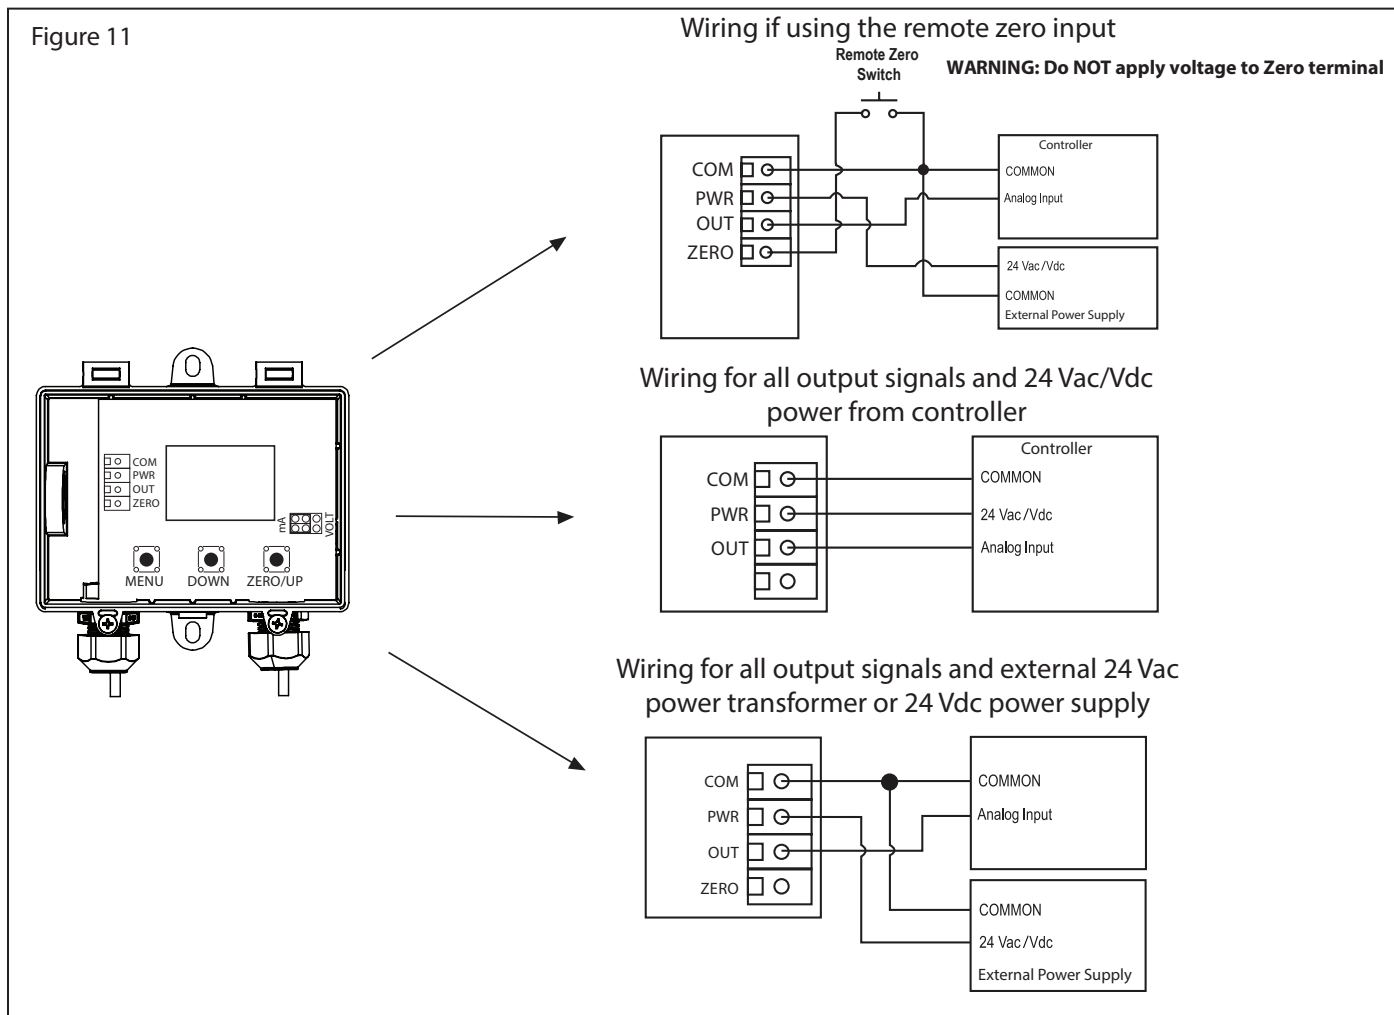 Figure 11
Wiring if using the remote zero input
Remote Zero
Switch
WARNING: Do NOT apply voltage to Zero terminal
COM
PWR
OUT
ZERO
Controller
COMMON
Analog Input
24 Vac/Vdc
COMMON
External Power Supply
Wiring for all output signals and 24 Vac/Vdc
power from controller
COM
PWR
OUT
Controller
COMMON
24 Vac/Vdc
Analog Input
COM
PWR
OUT
ZERO
mA
VOLT
MENU
DOWN
ZERO/UP
Wiring for all output signals and external 24 Vac
power transformer or 24 Vdc power supply
COM
PWR
OUT
ZERO
COMMON
Analog Input
COMMON
24 Vac/Vdc
External Power Supply